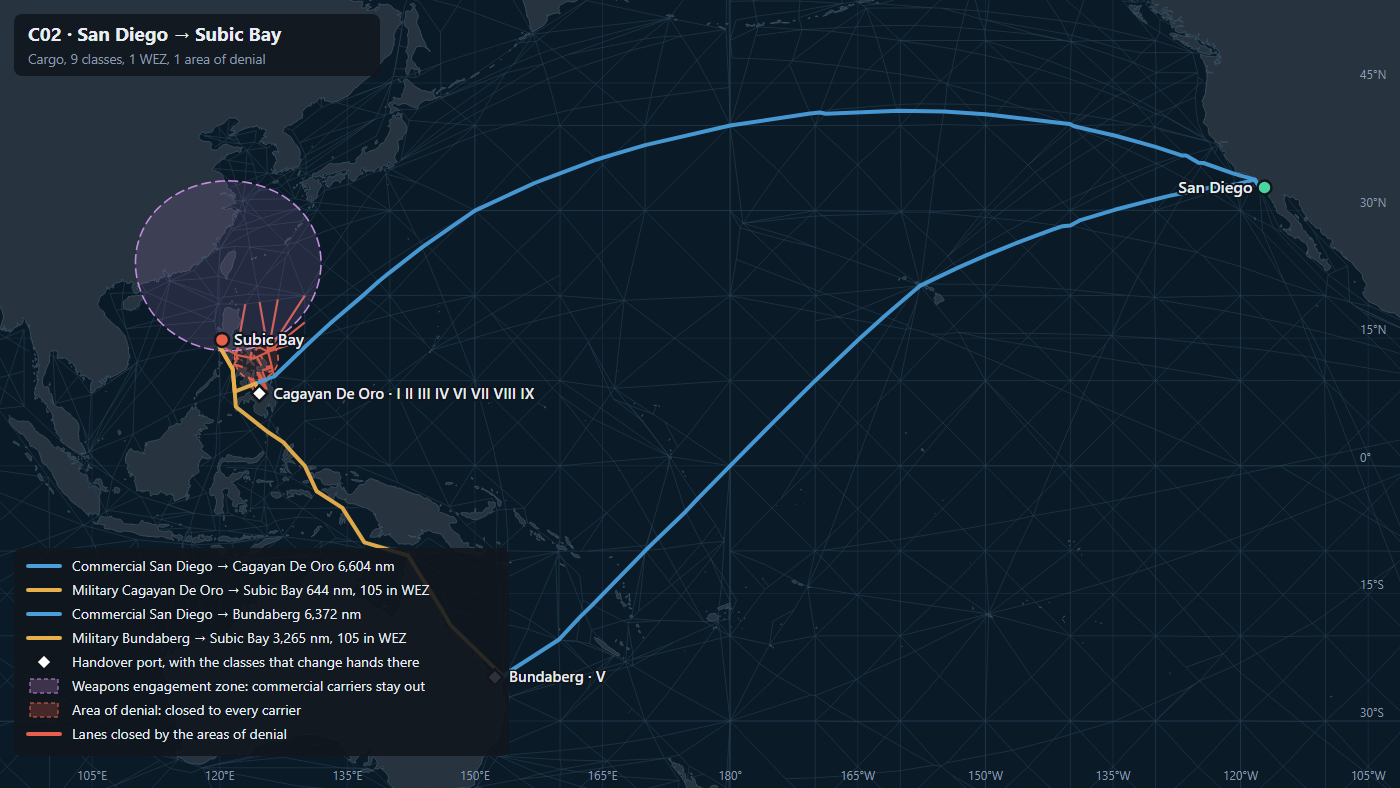 C02 · San Diego → Subic Bay
Cargo, 9 classes, 1 WEZ, 1 area of denial
45°N
San Diego
30°N
15°N
Subic Bay
Cagayan De Oro · I II III IV VI VII VIII IX
0°
Commercial San Diego → Cagayan De Oro 6,604 nm
Military Cagayan De Oro → Subic Bay 644 nm, 105 in WEZ
15°S
Commercial San Diego → Bundaberg 6,372 nm
Military Bundaberg → Subic Bay 3,265 nm, 105 in WEZ
Handover port, with the classes that change hands there
Bundaberg · V
Weapons engagement zone: commercial carriers stay out
Area of denial: closed to every carrier
30°S
Lanes closed by the areas of denial
105°E
120°E
135°E
150°E
165°E
180°
165°W
150°W
135°W
120°W
105°W